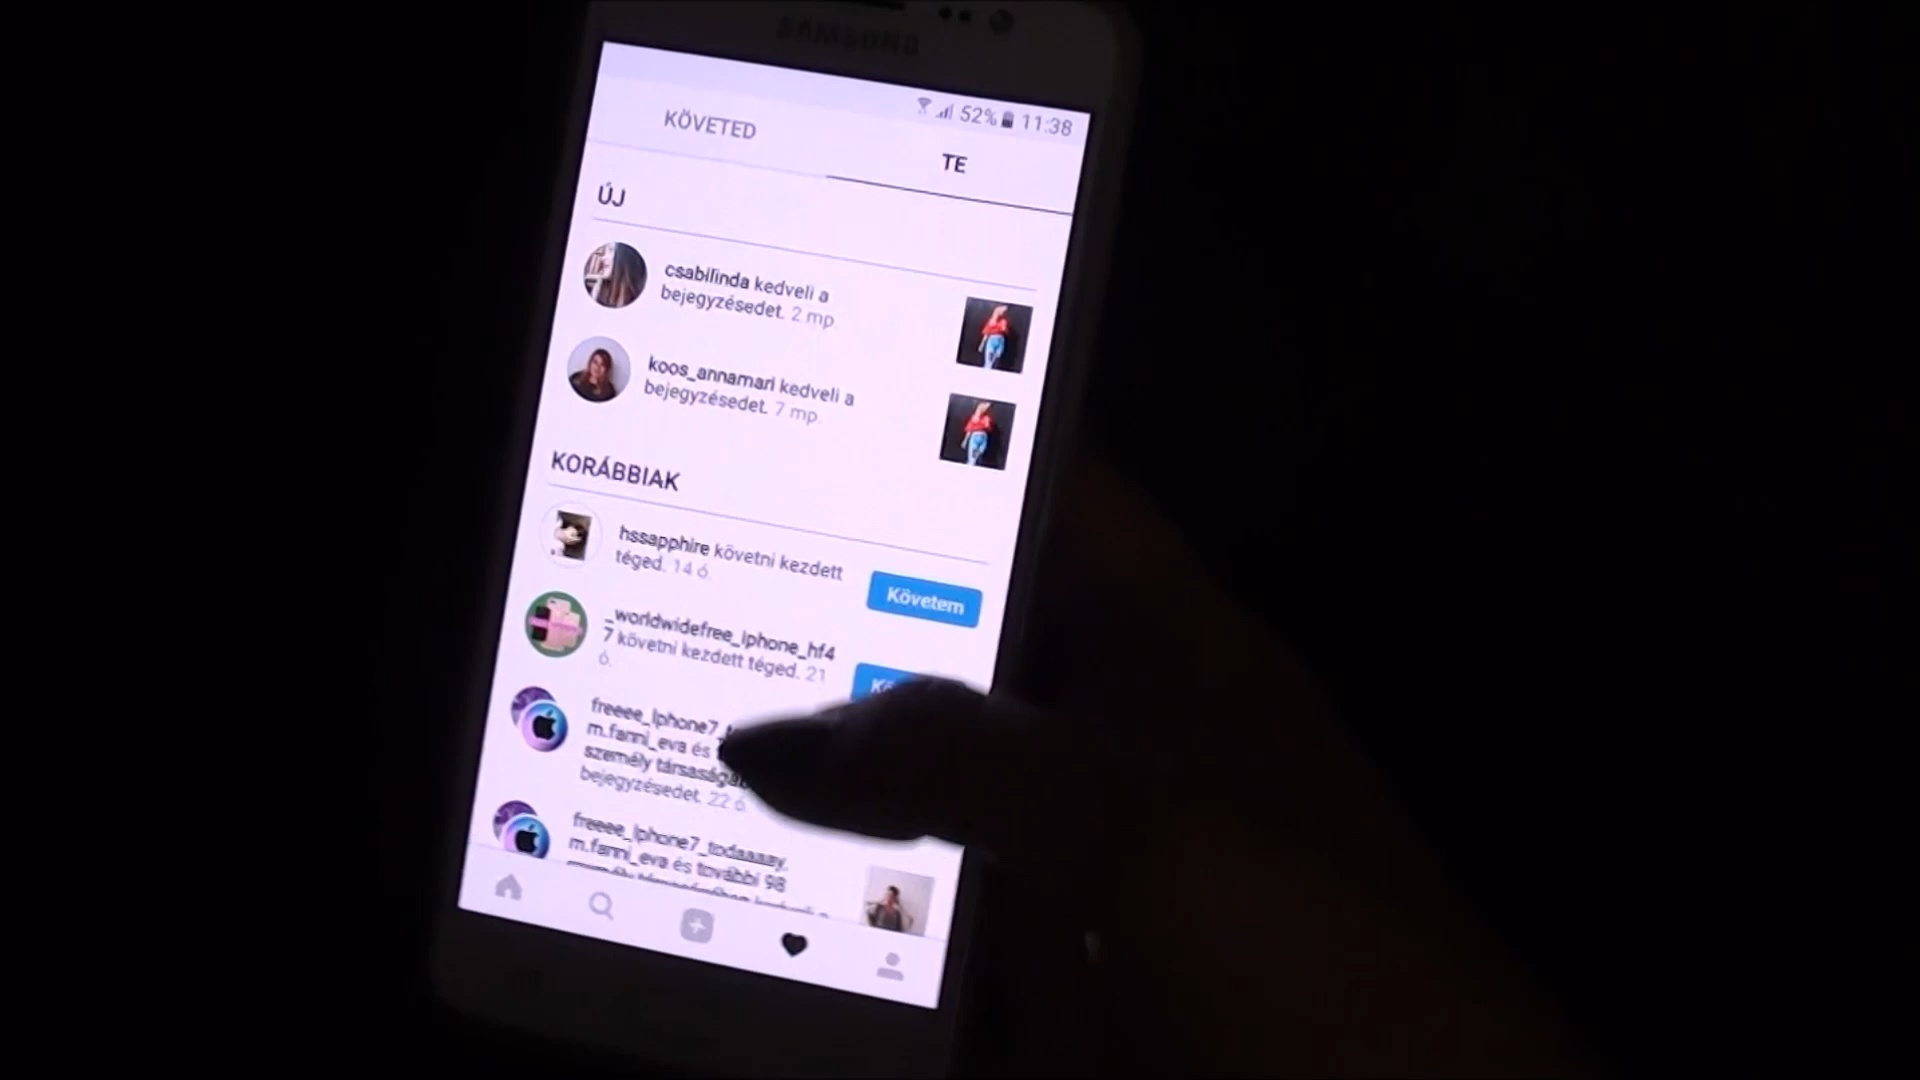 SAMSUNG
52% 11:38
KÖVETED
TE
ÚJ
csabilinda kedveli a
bejegyzésedet. 2 mp.
koos_annamari kedveli a
bejegyzésedet. 7 mp.
KORÁBBIAK
hssapphire követni kezdett
téged. 14 ó.
Követem
_worldwidefree_iphone_hf4
7 követni kezdett téged. 21
ó.
m.fanni_eva és
személy
bejegyzésedet. 22 ó.
freeee_iphone7_todaaaay,
m.fanni_eva és további 98